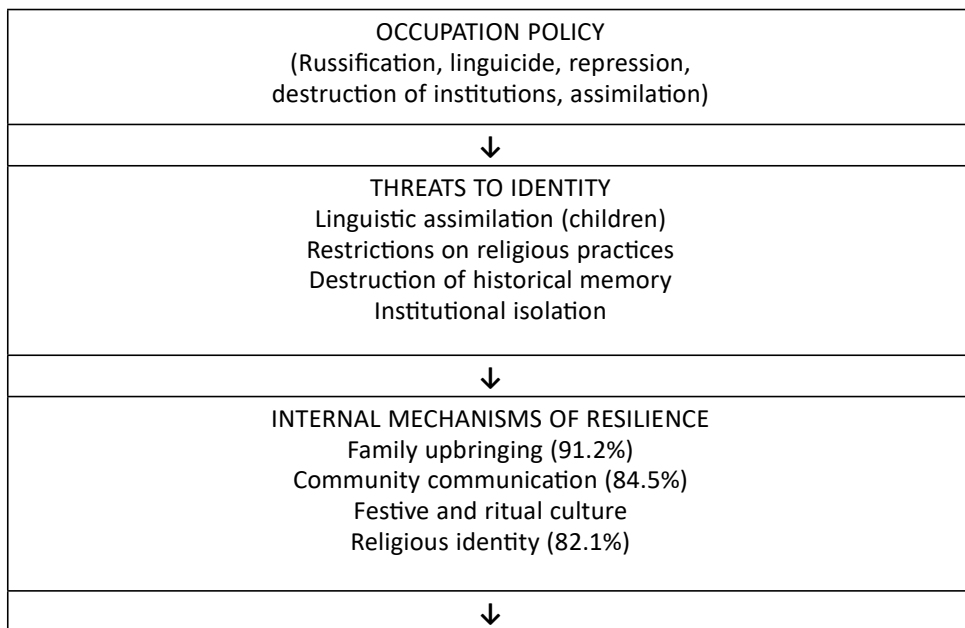 OCCUPATION POLICY
(Russification, linguicide, repression,
destruction of institutions, assimilation)
↓
THREATS TO IDENTITY
Linguistic assimilation (children)
Restrictions on religious practices
Destruction of historical memory
Institutional isolation
↓
INTERNAL MECHANISMS OF RESILIENCE
Family upbringing (91.2%)
Community communication (84.5%)
Festive and ritual culture
Religious identity (82.1%)
↓